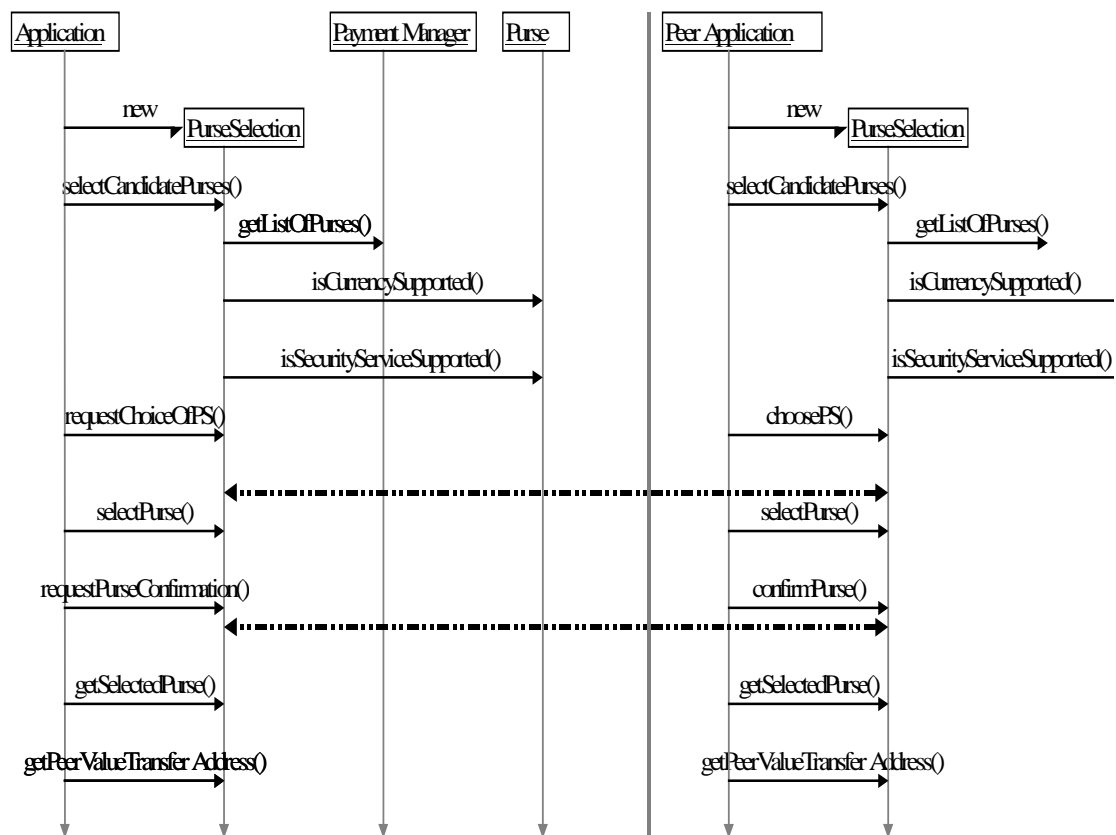 Application
Payment Manager
Purse
Peer Application
new
new
PurseSelection
PurseSelection
selectCandidatePurses()
selectCandidatePurses()
getListOfPurses()
getListOfPurses()
isCurrencySupported()
isCurrencySupported()
isSecurityServiceSupported()
isSecurityServiceSupported()
requestChoiceOfPS()
choosePS()
selectPurse()
selectPurse()
requestPurseConfirmation()
confirmPurse()
getSelectedPurse()
getSelectedPurse()
getPeerValueTransfer Address()
getPeerValueTransfer Address()